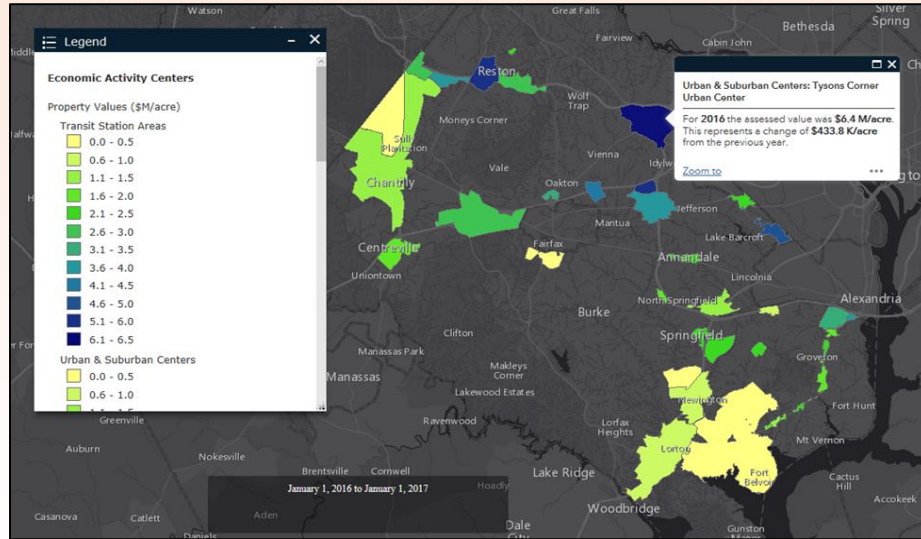 Watson
Great Falls
Silver
Spring
Bethesda
Fairview
Cabin John
Legend
Economic Activity Centers
Property Values ($M/acre)
Transit Station Areas
0.0 - 0.5
0.6 - 1.0
1.1 - 1.5
1.6 - 2.0
2.1 - 2.5
2.6 - 3.0
3.1 - 3.5
3.6 - 4.0
4.1 - 4.5
4.6 - 5.0
5.1 - 6.0
6.1 - 6.5
Urban & Suburban Centers
0.0 - 0.5
0.6 - 1.0
Urban & Suburban Centers: Tysons Corner
Urban Center
For 2016 the assessed value was $6.4 M/acre.
This represents a change of $433.8 K/acre
from the previous year.
Zoom to
Reston
Wolf
Trap
Moneys Corner
Still
Plantation
Vale
Vienna
Chantilly
Oakton
Mantua
Jefferson
Centreville
Fairfax
Lake Barcroft
Uniontown
Annandale
Lincolnia
North Springfield
Alexandria
Burke
Clifton
Springfield
Groveton
Manassas Park
Makleys
Corner
Manassas
Lakewood Estates
Newington
Fort Hunt
Greenville
Ravenwood
Lorfax
Heights
Mt Vernon
Auburn
Lorton
Nokesville
Brentsville
Cornwell
Lake Ridge
Fort
Belvoir
Cactus
Hill
Accokeek
January 1, 2016 to January 1, 2017
Hoadly
Woodbridge
Casanova
Catlett
Aden
Dale
City
Gunston